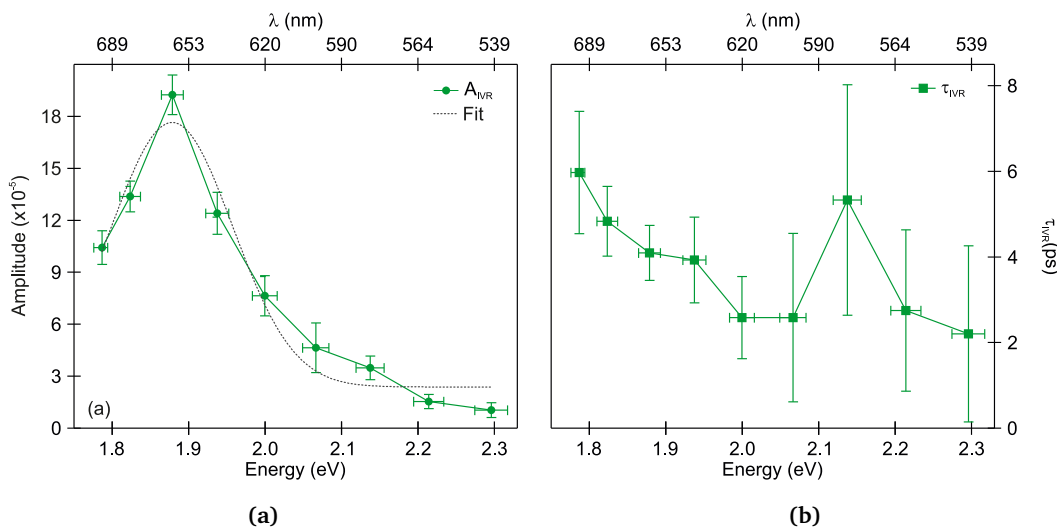 λ (nm)
689 653 620 590 564 539
A_IVR
Fit
Amplitude (x10⁻⁵)
18
15
12
9
6
3
0
(a)
1.8 1.9 2.0 2.1 2.2 2.3
Energy (eV)
(a)
λ (nm)
689 653 620 590 564 539
τ_IVR
8
6
4
2
0
τ_IVR(ps)
1.8 1.9 2.0 2.1 2.2 2.3
Energy (eV)
(b)